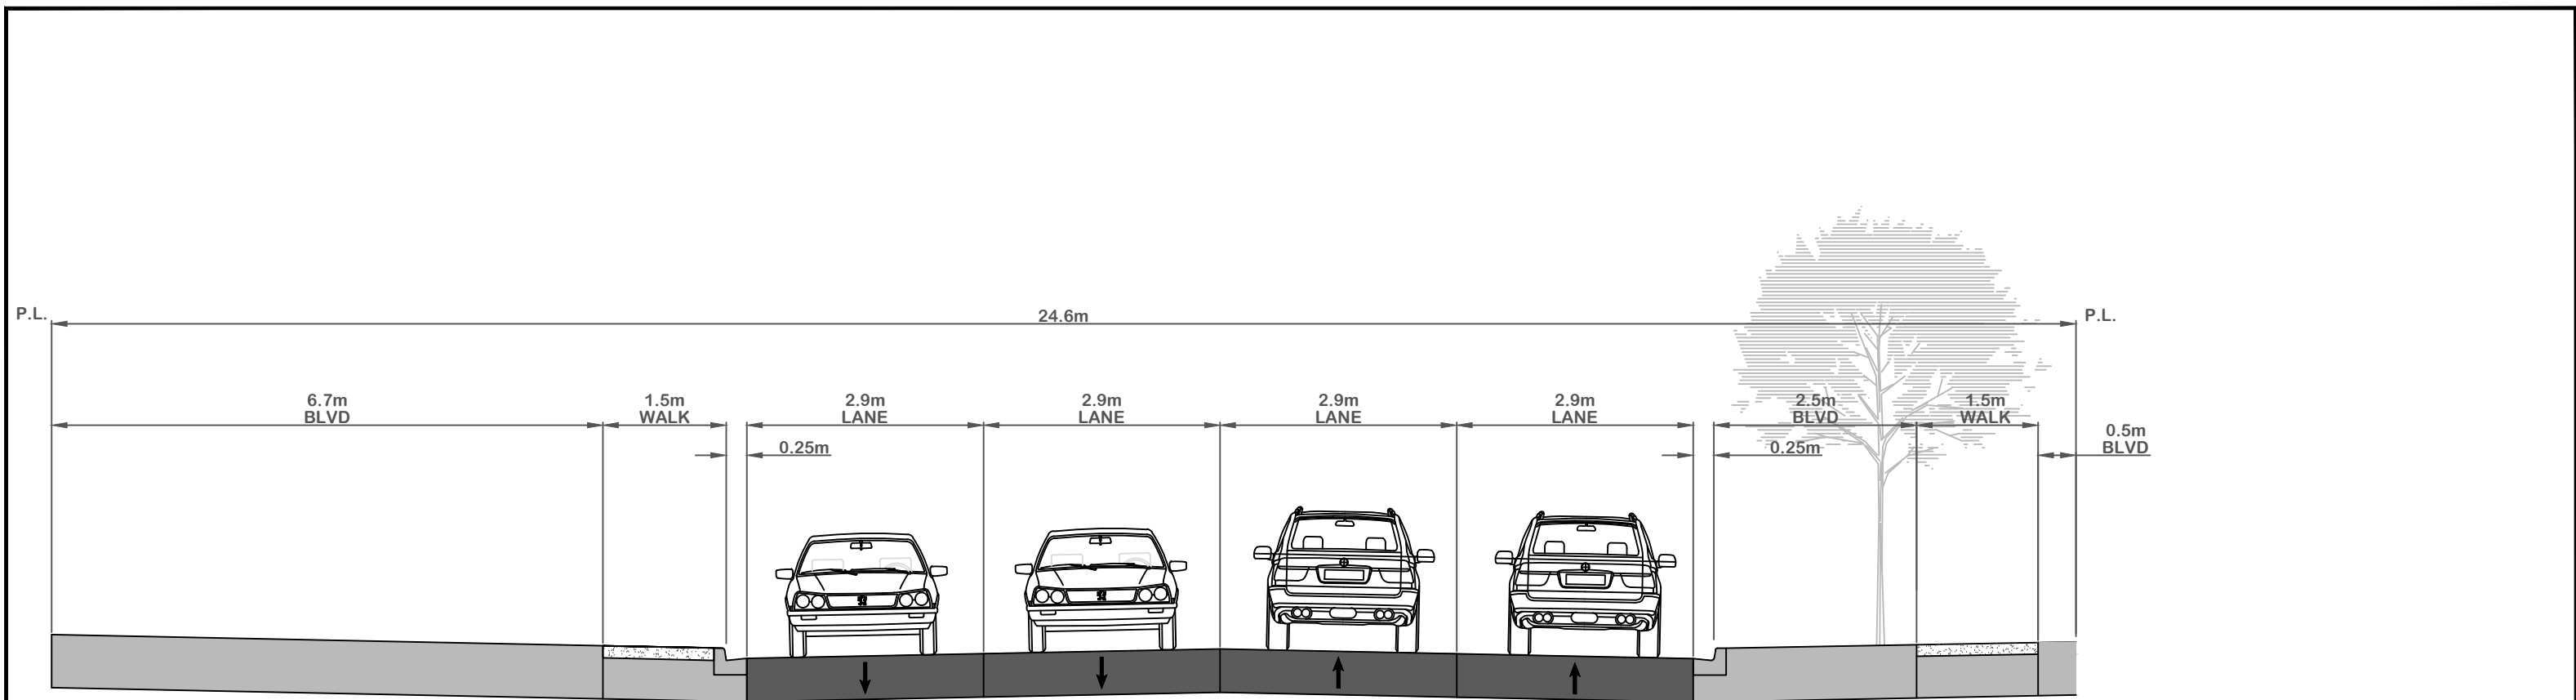 P.L.
24.6m
P.L.
6.7m
BLVD
1.5m
WALK
2.9m
LANE
2.9m
LANE
2.9m
LANE
2.9m
LANE
2.5m
BLVD
1.5m
WALK
0.25m
0.25m
0.5m
BLVD